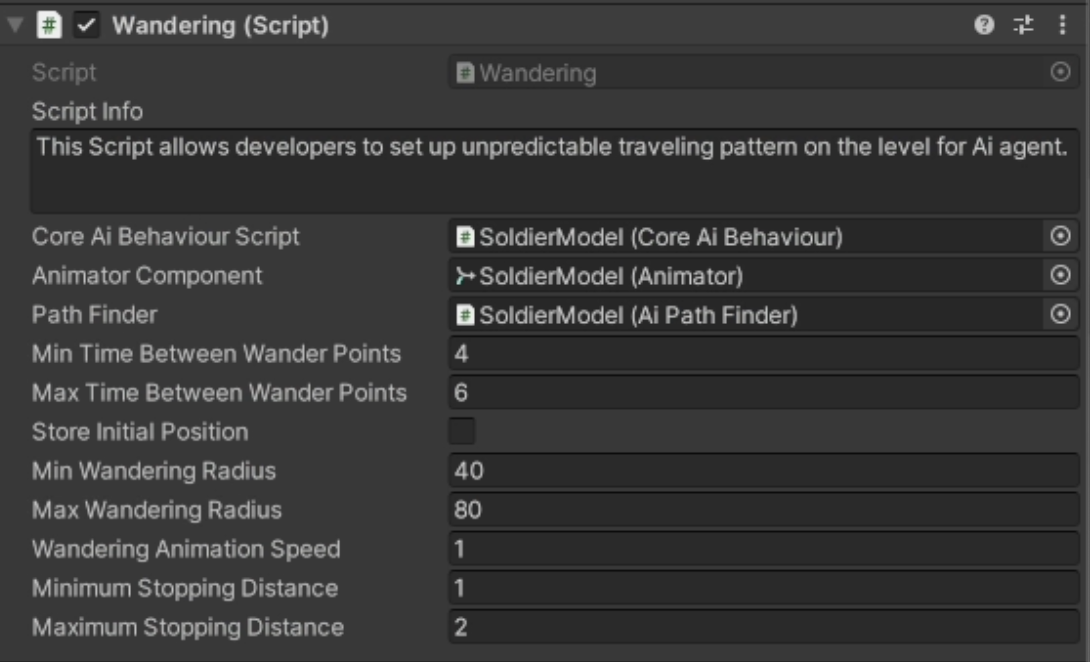 Wandering (Script)
Script Wandering
Script Info
This Script allows developers to set up unpredictable traveling pattern on the level for Ai agent.
Core Ai Behaviour Script SoldierModel (Core Ai Behaviour)
Animator Component SoldierModel (Animator)
Path Finder SoldierModel (Ai Path Finder)
Min Time Between Wander Points 4
Max Time Between Wander Points 6
Store Initial Position
Min Wandering Radius 40
Max Wandering Radius 80
Wandering Animation Speed 1
Minimum Stopping Distance 1
Maximum Stopping Distance 2